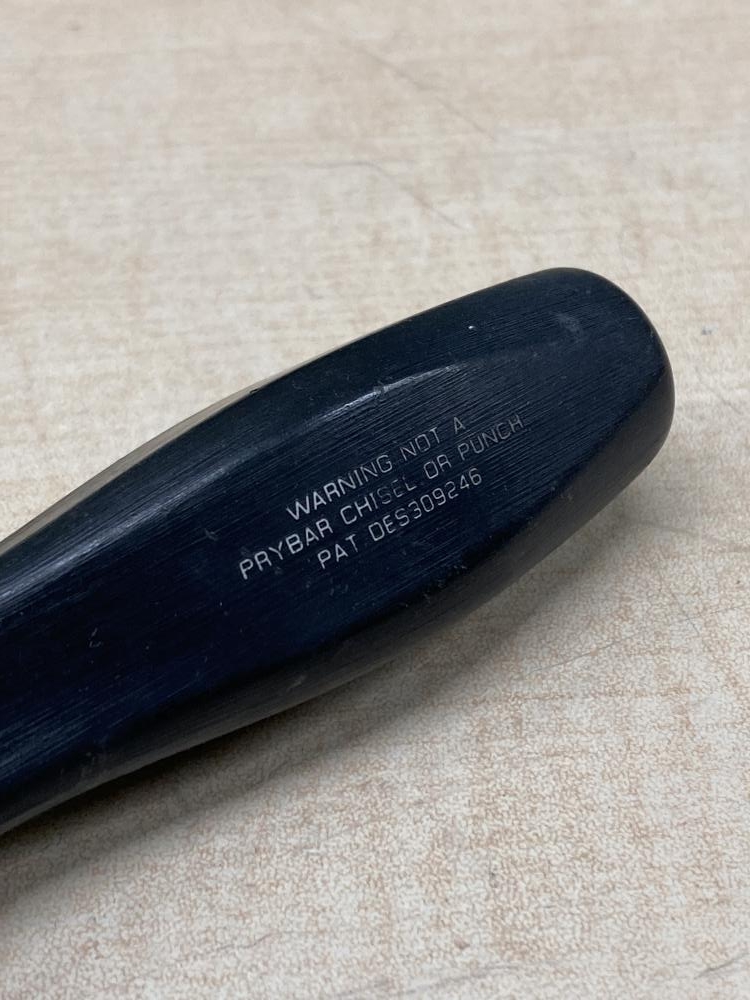 WARNING NOT A
PRYBAR CHISEL OR PUNCH
PAT DES309246